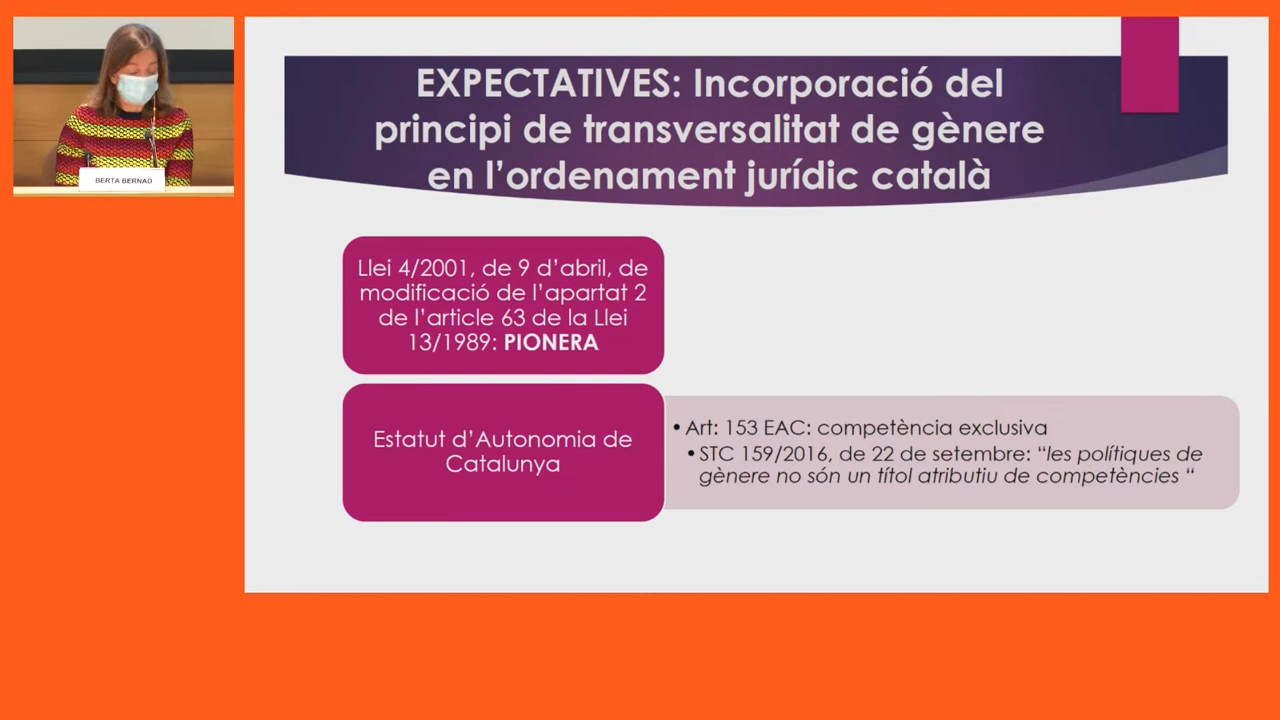 BERTA BERNAD
EXPECTATIVES: Incorporació del
principi de transversalitat de gènere
en l’ordenament jurídic català
Llei 4/2001, de 9 d’abril, de
modificació de l’apartat 2
de l’article 63 de la Llei
13/1989: PIONERA
Estatut d’Autonomia de
Catalunya
• Art: 153 EAC: competència exclusiva
• STC 159/2016, de 22 de setembre: “les polítiques de
gènere no són un títol atributiu de competències “